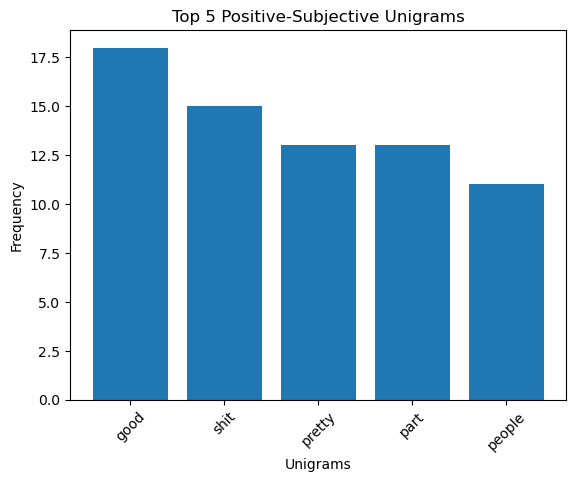 Top 5 Positive-Subjective Unigrams
17.5
15.0
12.5
10.0
7.5
5.0
2.5
0.0
Frequency
good
shit
pretty
part
people
Unigrams